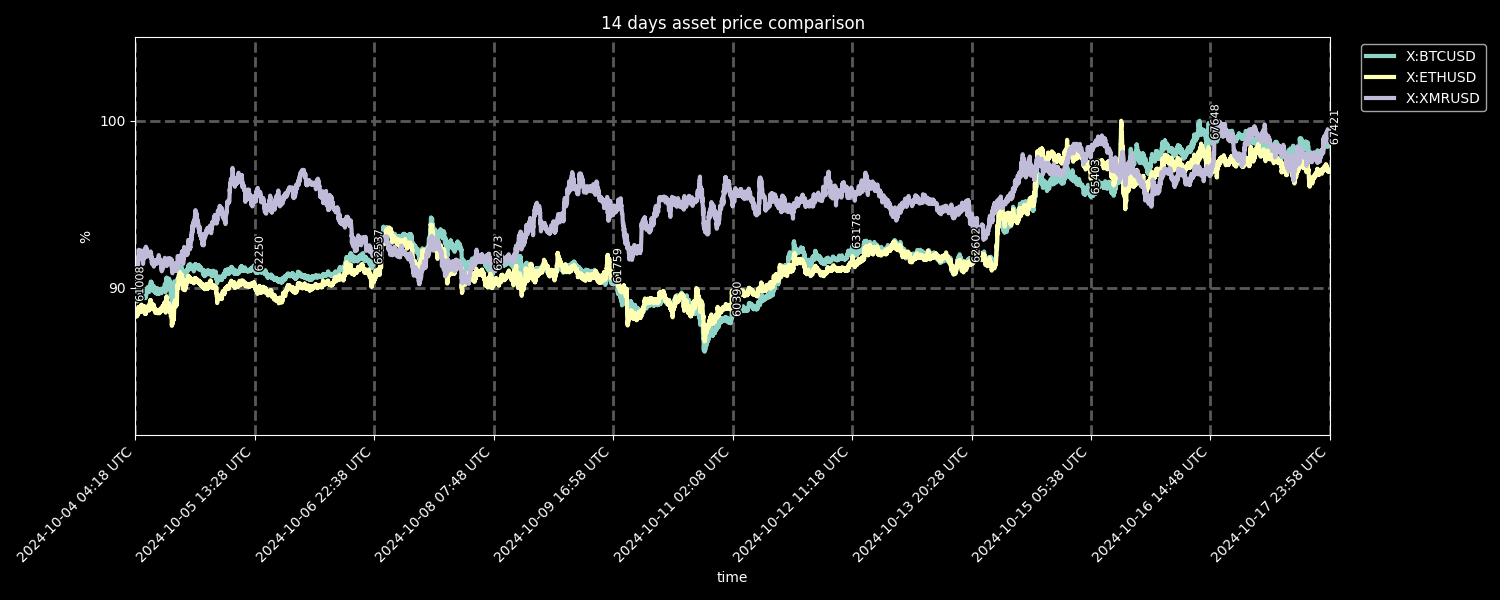 14 days asset price comparison
X:BTCUSD
X:ETHUSD
X:XMRUSD
100
90
%
61008
62250
62537
62273
61759
60390
63178
62602
65403
67648
67421
2024-10-04 04:18 UTC
2024-10-05 13:28 UTC
2024-10-06 22:38 UTC
2024-10-08 07:48 UTC
2024-10-09 16:58 UTC
2024-10-11 02:08 UTC
2024-10-12 11:18 UTC
2024-10-13 20:28 UTC
2024-10-15 05:38 UTC
2024-10-16 14:48 UTC
2024-10-17 23:58 UTC
time